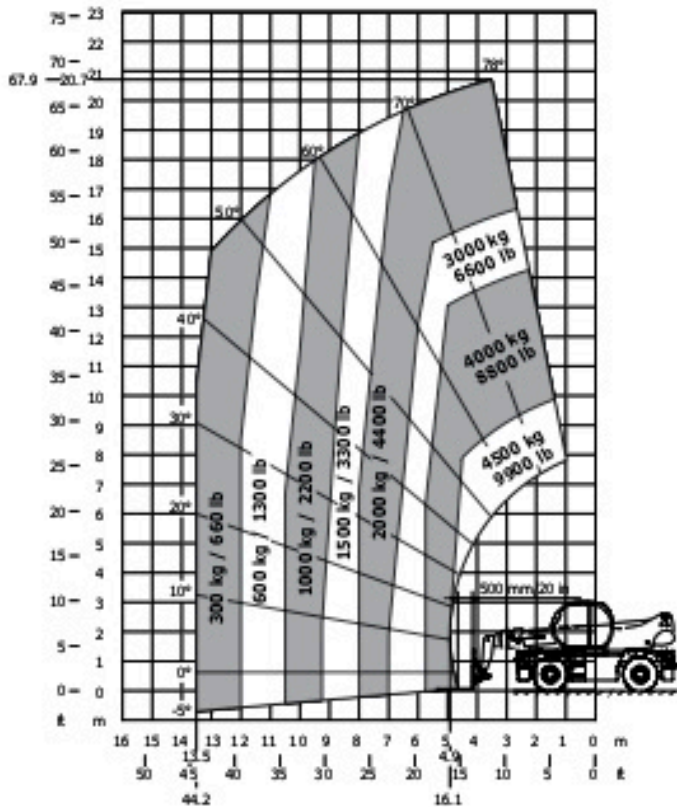 75 23
22
70 21
67.9 20.7 78°
65 20 70°
19
60 18 60°
17
55 16 50°
50 15
3000 kg
6600 lb
14
45 13
40°
12
40 4000 kg
8800 lb
11
35 10
30 9 30°
8
4500 kg
9900 lb
25 7
20 6 20°
5
15 4
10 3 10°
500 mm 20 in
2
5 1 0°
0 0 -5°
ft m
300 kg / 660 lb
600 kg / 1300 lb
1000 kg / 2200 lb
1500 kg / 3300 lb
2000 kg / 4400 lb
16 15 14 13 12 11 10 9 8 7 6 5 4 3 2 1 0 m
13.5 4.9
50 45 40 35 30 25 20 15 10 5 0 ft
44.2 16.1